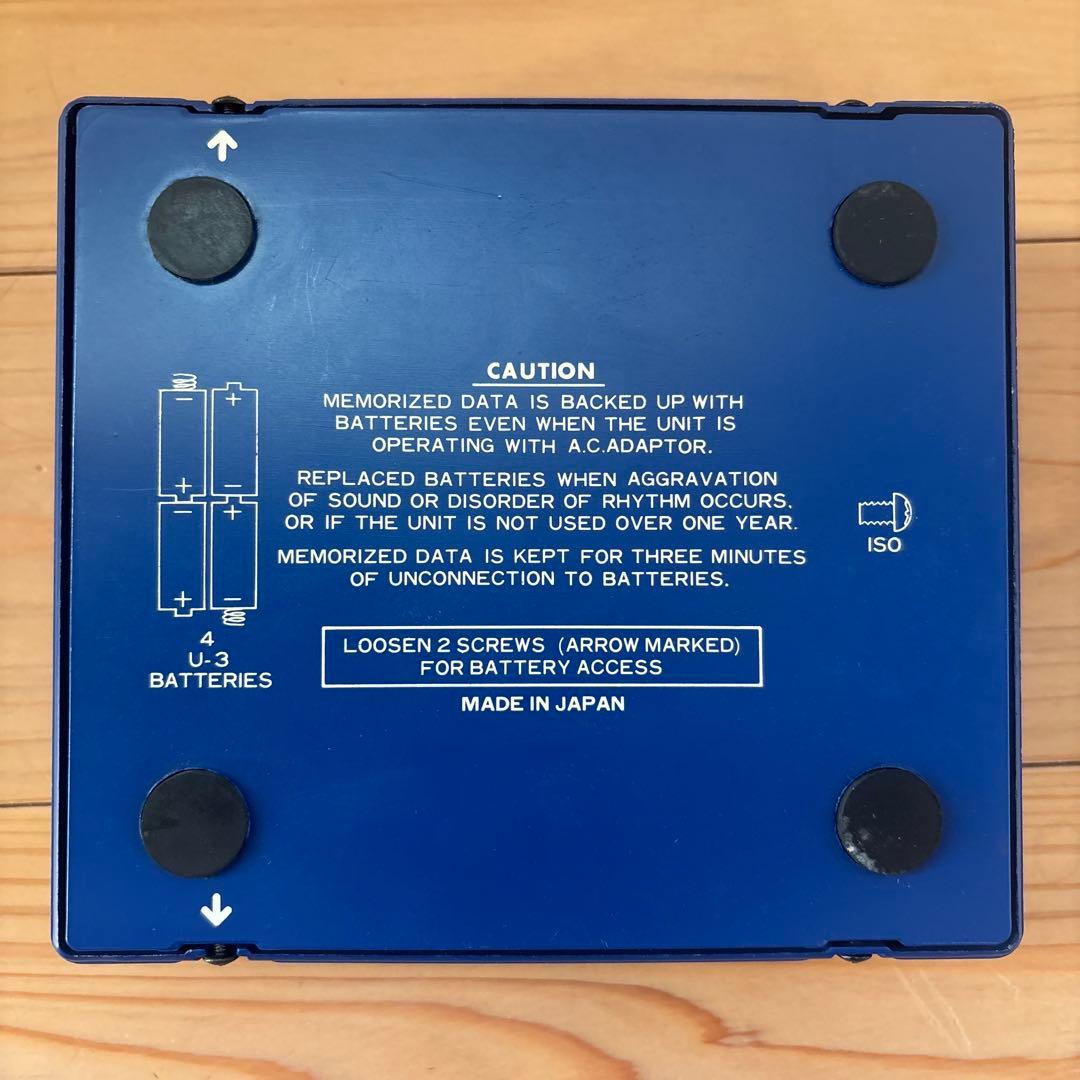 CAUTION
MEMORIZED DATA IS BACKED UP WITH
BATTERIES EVEN WHEN THE UNIT IS
OPERATING WITH A.C.ADAPTOR.
REPLACED BATTERIES WHEN AGGRAVATION
OF SOUND OR DISORDER OF RHYTHM OCCURS.
OR IF THE UNIT IS NOT USED OVER ONE YEAR.
MEMORIZED DATA IS KEPT FOR THREE MINUTES
OF UNCONNECTION TO BATTERIES.
LOOSEN 2 SCREWS (ARROW MARKED)
FOR BATTERY ACCESS
MADE IN JAPAN
− +
+ −
− +
+ −
4
U-3
BATTERIES
ISO